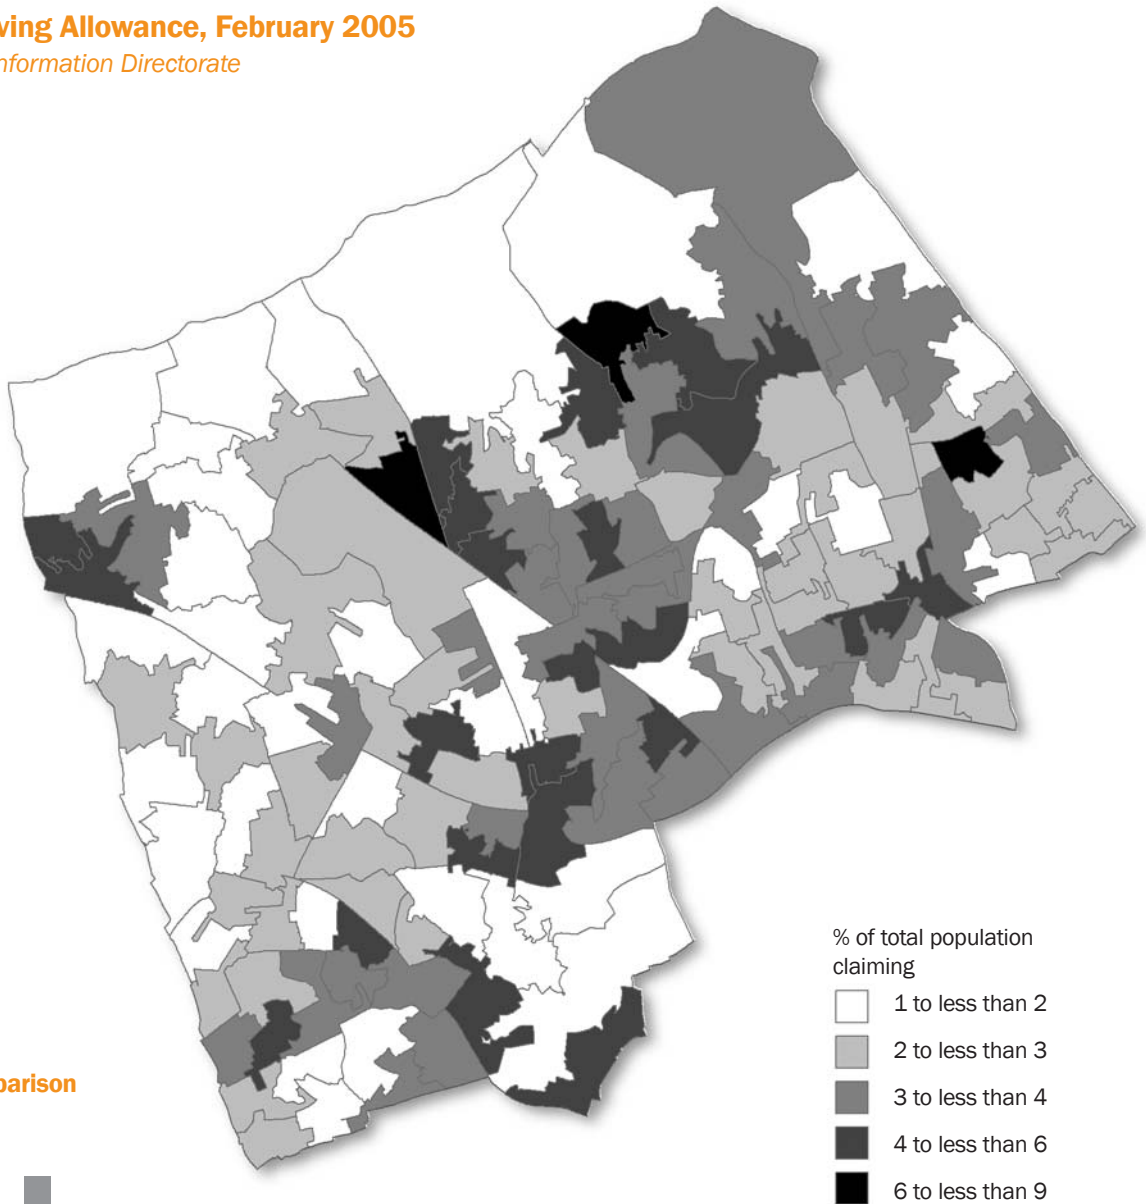 ving Allowance, February 2005
nformation Directorate
% of total population
claiming
1 to less than 2
2 to less than 3
3 to less than 4
4 to less than 6
6 to less than 9
parison